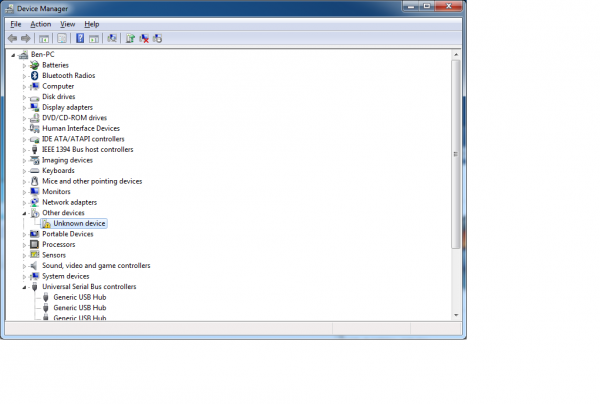 Device Manager
File Action View Help
Ben-PC
Batteries
Bluetooth Radios
Computer
Disk drives
Display adapters
DVD/CD-ROM drives
Human Interface Devices
IDE ATA/ATAPI controllers
IEEE 1394 Bus host controllers
Imaging devices
Keyboards
Mice and other pointing devices
Monitors
Network adapters
Other devices
Unknown device
Portable Devices
Processors
Sensors
Sound, video and game controllers
System devices
Universal Serial Bus controllers
Generic USB Hub
Generic USB Hub
Generic USB Hub